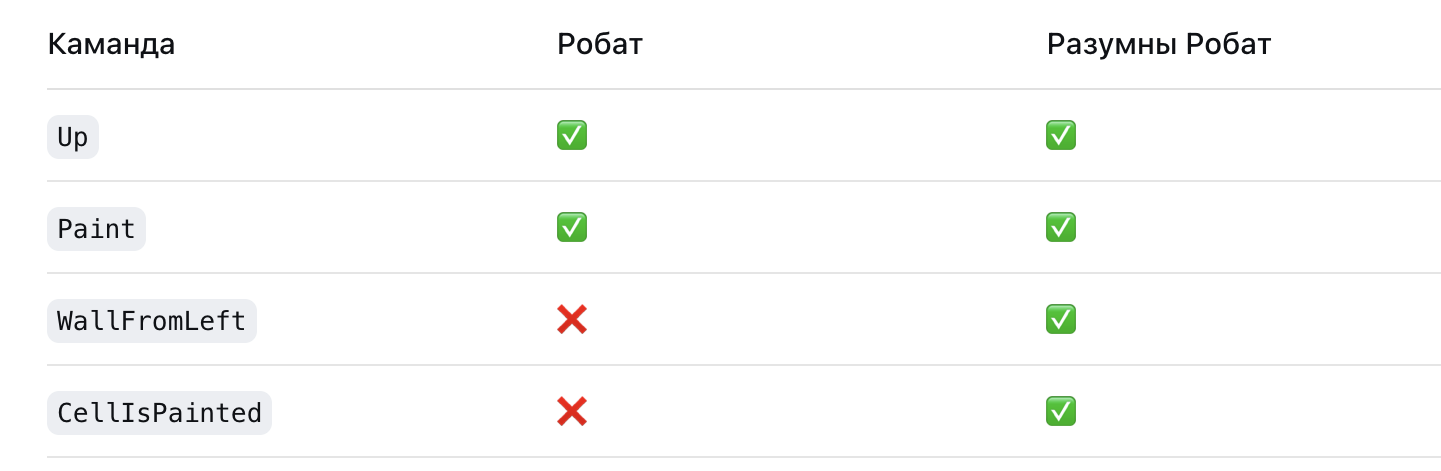 Каманда Робат Разумны Робат
Up ✅ ✅
Paint ✅ ✅
WallFromLeft ❌ ✅
CellIsPainted ❌ ✅